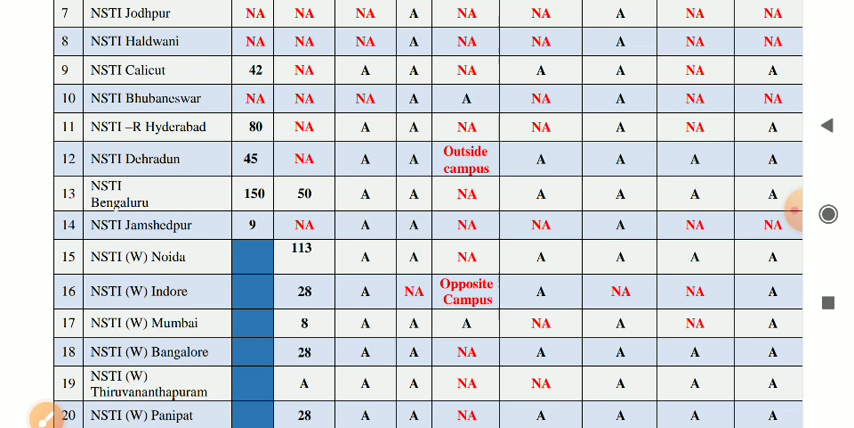 7 NSTI Jodhpur NA NA NA A NA NA A NA NA
8 NSTI Haldwani NA NA NA A NA NA A NA NA
9 NSTI Calicut 42 NA A A NA A A NA A
10 NSTI Bhubaneswar NA NA NA A A NA A NA NA
11 NSTI –R Hyderabad 80 NA A A NA NA A NA A
12 NSTI Dehradun 45 NA A A Outside campus A A A A
13 NSTI Bengaluru 150 50 A A NA A A A A
14 NSTI Jamshedpur 9 NA A A NA NA A NA NA
15 NSTI (W) Noida 113 A A NA A A A A
16 NSTI (W) Indore 28 A NA Opposite Campus A NA NA A
17 NSTI (W) Mumbai 8 A A A NA A NA A
18 NSTI (W) Bangalore 28 A A NA A A A A
19 NSTI (W) Thiruvananthapuram A A A NA NA A A A
20 NSTI (W) Panipat 28 A A NA A A A A